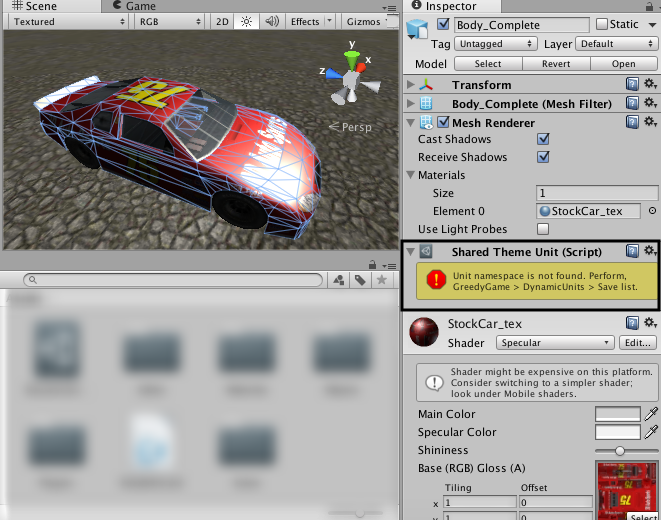 Scene
Game
Textured
RGB
2D
Effects
Gizmos
y
x
z
Persp
75
Inspector
Body_Complete
Static
Tag
Untagged
Layer
Default
Model
Select
Revert
Open
Transform
Body_Complete (Mesh Filter)
Mesh Renderer
Cast Shadows
Receive Shadows
Materials
Size
1
Element 0
StockCar_tex
Use Light Probes
Shared Theme Unit (Script)
Unit namespace is not found. Perform,
GreedyGame > DynamicUnits > Save list.
StockCar_tex
Shader
Specular
Edit...
Shader might be expensive on this platform.
Consider switching to a simpler shader;
look under Mobile shaders.
Main Color
Specular Color
Shininess
Base (RGB) Gloss (A)
Tiling
Offset
x
1
0
75
Select
y
1
0